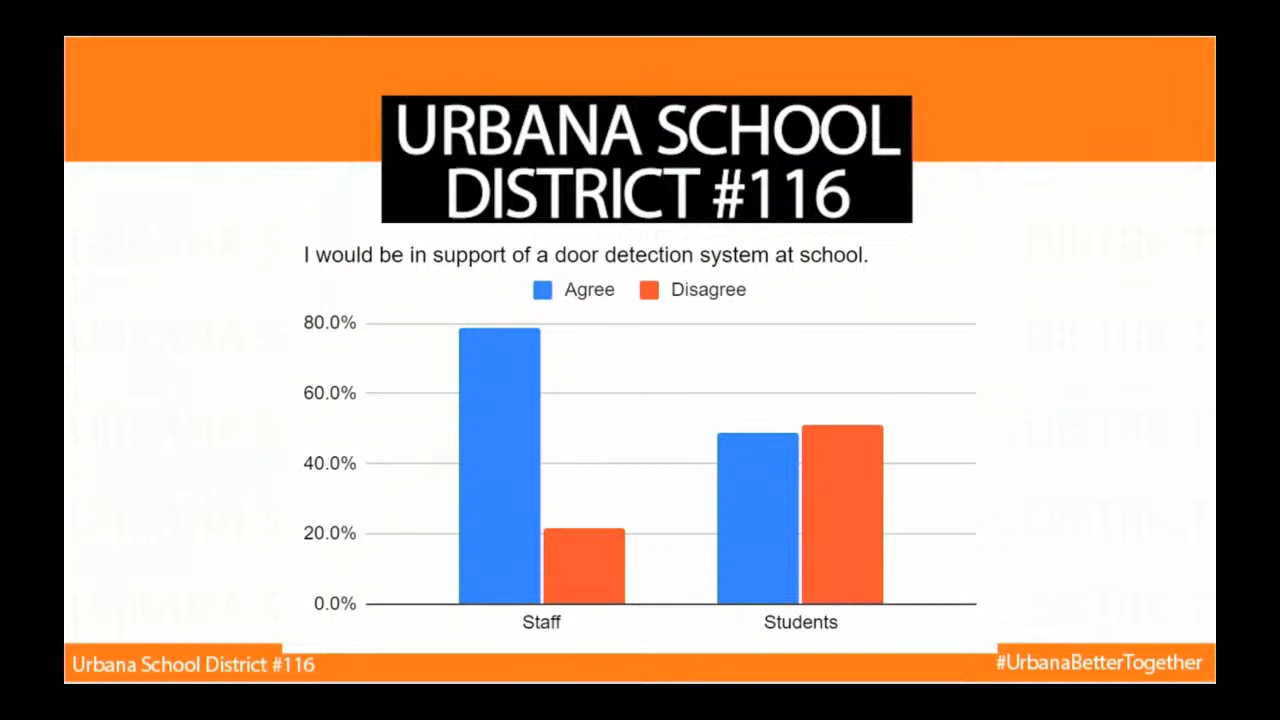 URBANA SCHOOL
DISTRICT #116
I would be in support of a door detection system at school.
Agree Disagree
80.0%
60.0%
40.0%
20.0%
0.0%
Staff Students
Urbana School District #116 #UrbanaBetterTogether